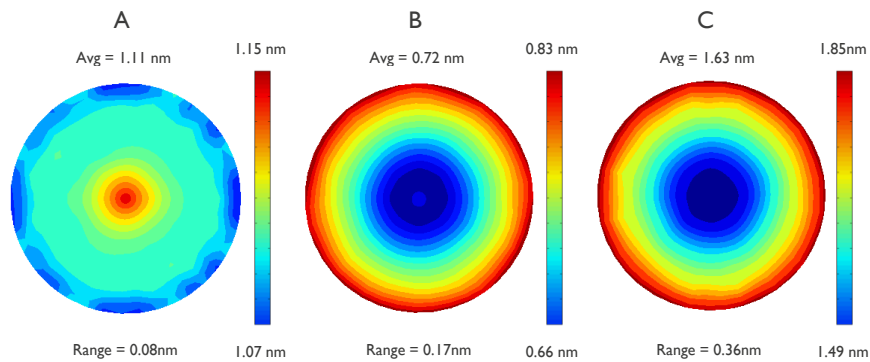 A
B
C
Avg = 1.11 nm
1.15 nm
Avg = 0.72 nm
0.83 nm
Avg = 1.63 nm
1.85nm
Range = 0.08nm
1.07 nm
Range = 0.17nm
0.66 nm
Range = 0.36nm
1.49 nm